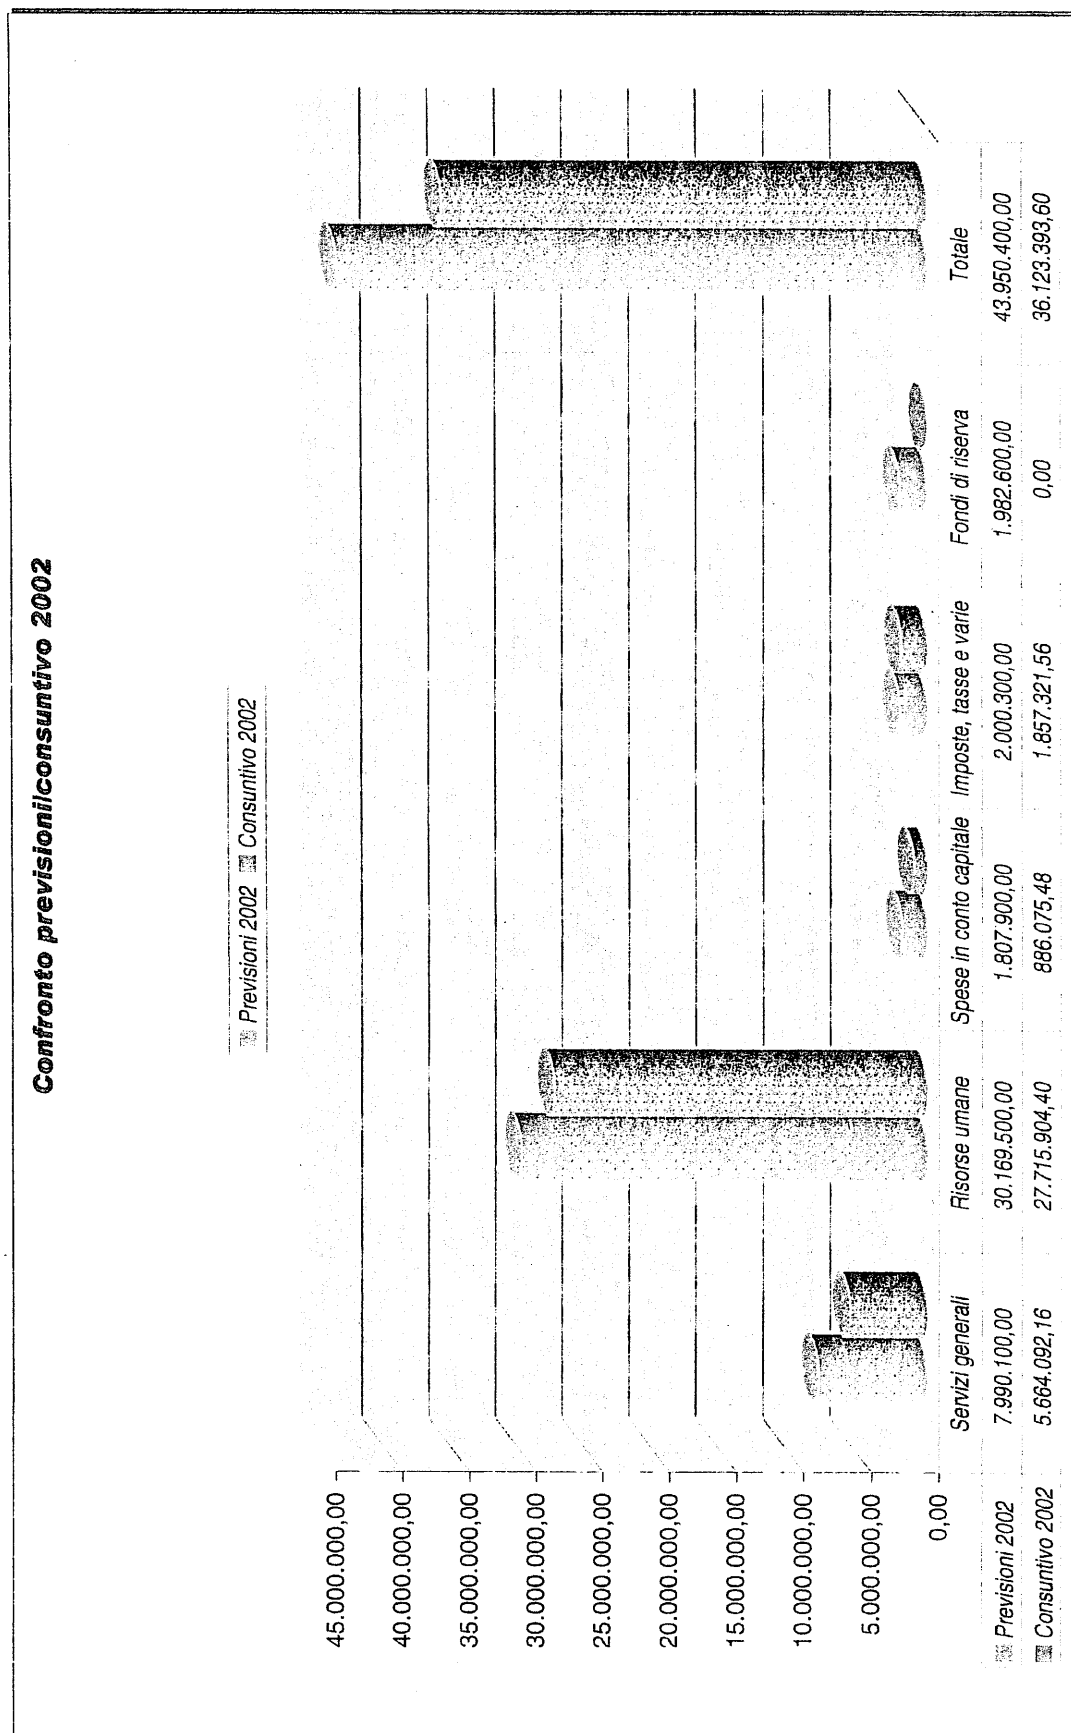 Confronto previsioni/consuntivo 2002
Previsioni 2002 Consuntivo 2002
45.000.000,00
40.000.000,00
35.000.000,00
30.000.000,00
25.000.000,00
20.000.000,00
15.000.000,00
10.000.000,00
5.000.000,00
0,00
Servizi generali Risorse umane Spese in conto capitale Imposte, tasse e varie Fondi di riserva Totale
Previsioni 2002 7.990.100,00 30.169.500,00 1.807.900,00 2.000.300,00 1.982.600,00 43.950.400,00
Consuntivo 2002 5.664.092,16 27.715.904,40 886.075,48 1.857.321,56 0,00 36.123.393,60